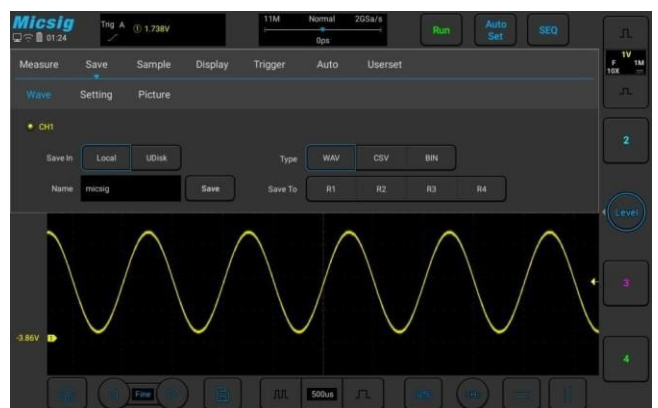 Micsig
01:24
Trig A ① 1.738V
11M Normal 2GSa/s
0ps
Run
Auto
Set
SEQ
Measure Save Sample Display Trigger Auto Userset
Wave Setting Picture
CH1
Save In Local UDisk Type WAV CSV BIN
Name micsig Save Save To R1 R2 R3 R4
1V
F 1M
10X
2
Level
3
4
-3.86V 1
Fine 500us